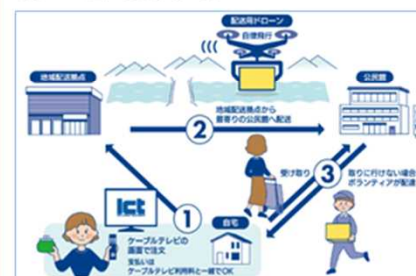 配送用ドローン
自律飛行
地域配送拠点
公民館
地域配送拠点から
最寄りの公民館へ配送
2
受け取り
3
取りに行けない場合
ボランティアが配達
1
ict
自宅
ケーブルテレビの
画面で注文
支払いは
ケーブルテレビ利用料と一緒でOK